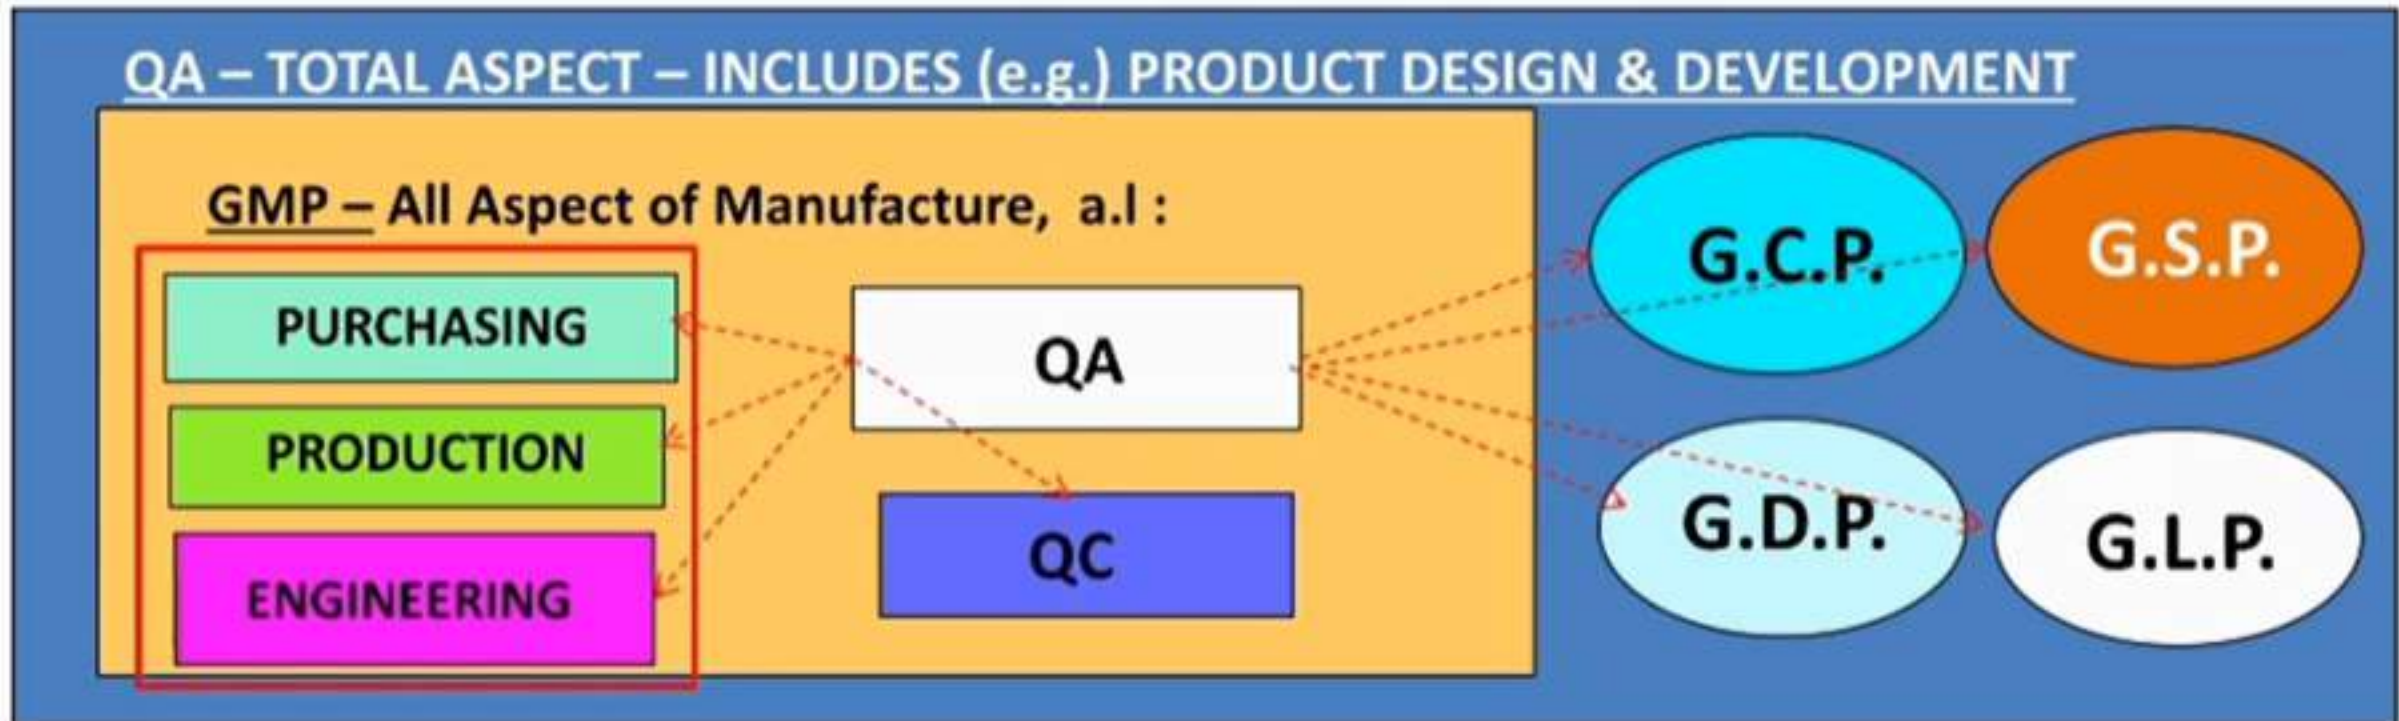 QA – TOTAL ASPECT – INCLUDES (e.g.) PRODUCT DESIGN & DEVELOPMENT
GMP – All Aspect of Manufacture, a.l :
PURCHASING
PRODUCTION
ENGINEERING
QA
QC
G.C.P.
G.S.P.
G.D.P.
G.L.P.